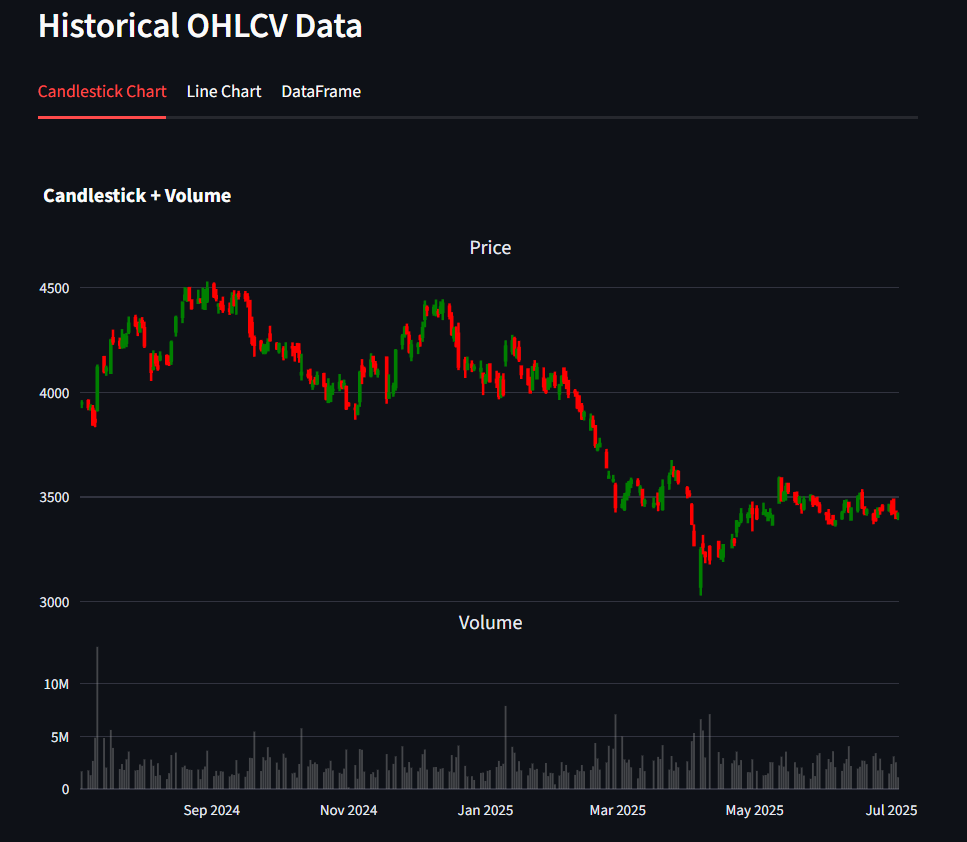 Historical OHLCV Data
Candlestick Chart Line Chart DataFrame
Candlestick + Volume
Price
4500
4000
3500
3000
Volume
10M
5M
0
Sep 2024 Nov 2024 Jan 2025 Mar 2025 May 2025 Jul 2025